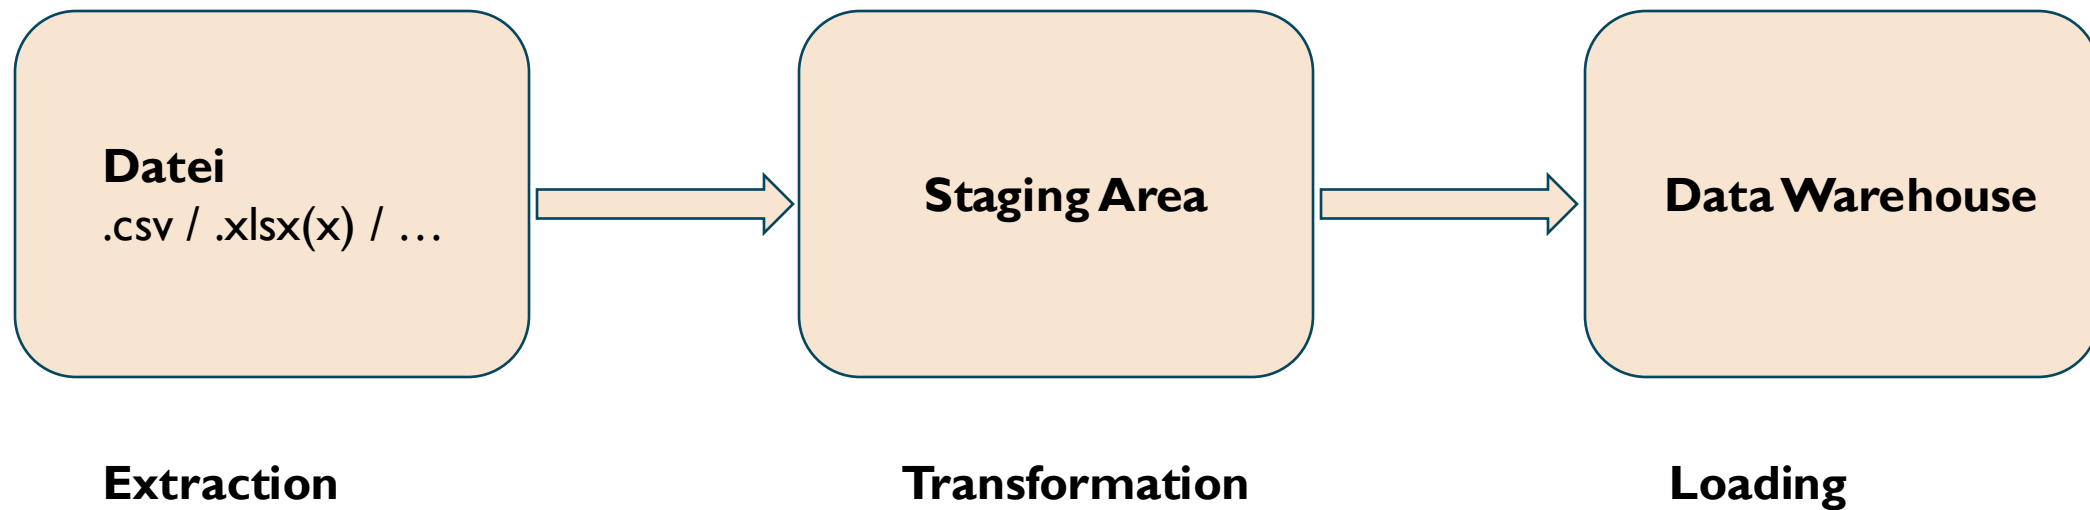 Datei
.csv / .xlsx(x) / …
Staging Area
Data Warehouse
Extraction
Transformation
Loading